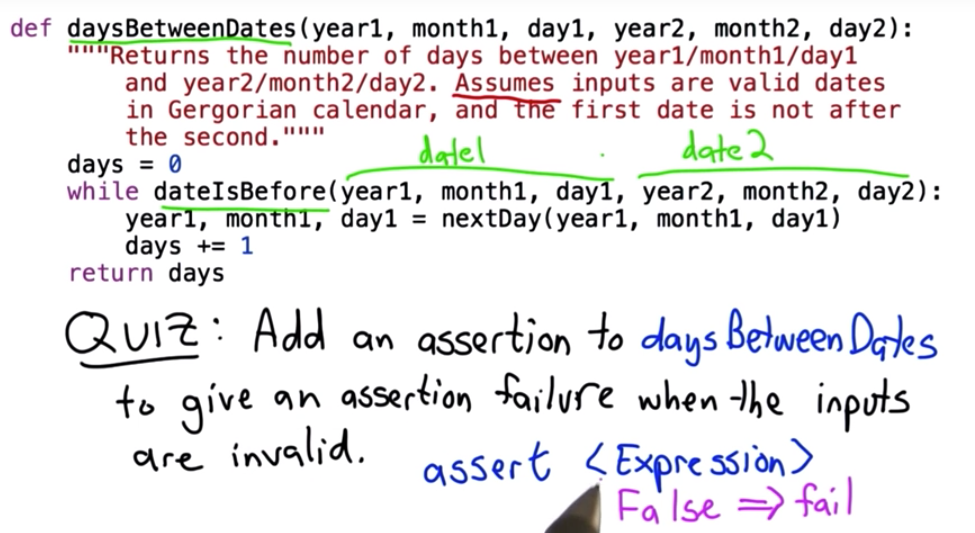 def daysBetweenDates(year1, month1, day1, year2, month2, day2):
"""Returns the number of days between year1/month1/day1
and year2/month2/day2. Assumes inputs are valid dates
in Gergorian calendar, and the first date is not after
the second."""
date1 date2
days = 0
while dateIsBefore(year1, month1, day1, year2, month2, day2):
year1, month1, day1 = nextDay(year1, month1, day1)
days += 1
return days
QUIZ: Add an assertion to daysBetweenDates
to give an assertion failure when the inputs
are invalid. assert <Expression>
False => fail